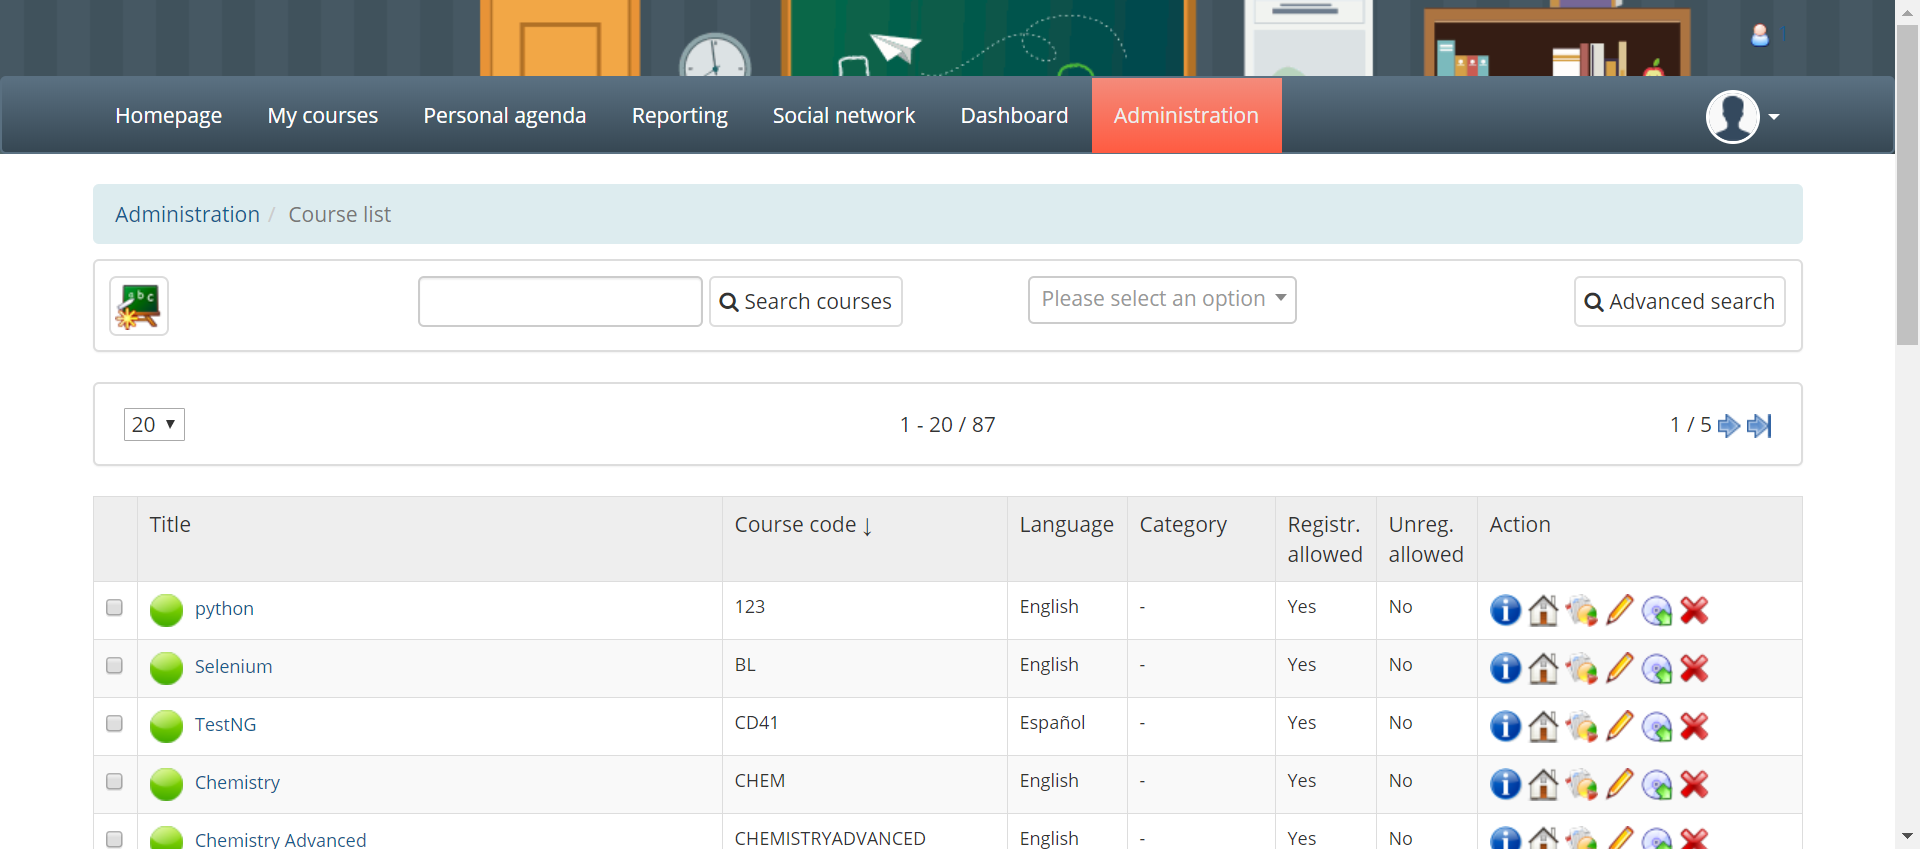 1
Homepage My courses Personal agenda Reporting Social network Dashboard Administration
Administration / Course list
Search courses Please select an option Advanced search
20 1 - 20 / 87 1 / 5
Title Course code ↓ Language Category Registr. allowed Unreg. allowed Action
python 123 English - Yes No
Selenium BL English - Yes No
TestNG CD41 Español - Yes No
Chemistry CHEM English - Yes No
Chemistry Advanced CHEMISTRYADVANCED English - Yes No